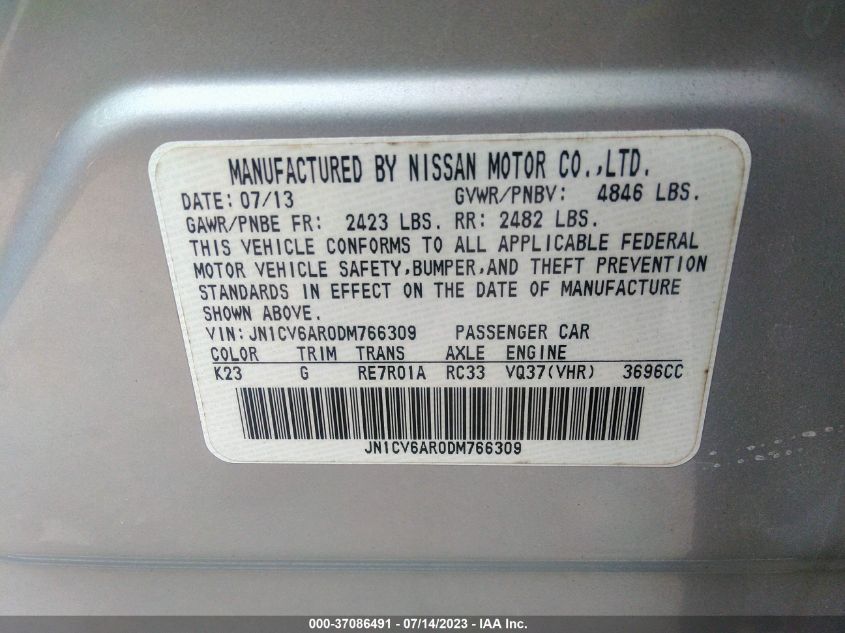 MANUFACTURED BY NISSAN MOTOR CO.,LTD.
DATE: 07/13 GVWR/PNBV: 4846 LBS.
GAWR/PNBE FR: 2423 LBS. RR: 2482 LBS.
THIS VEHICLE CONFORMS TO ALL APPLICABLE FEDERAL
MOTOR VEHICLE SAFETY,BUMPER,AND THEFT PREVENTION
STANDARDS IN EFFECT ON THE DATE OF MANUFACTURE
SHOWN ABOVE.
VIN:JN1CV6AR0DM766309 PASSENGER CAR
COLOR TRIM TRANS AXLE ENGINE
K23 G RE7R01A RC33 VQ37(VHR) 3696CC
JN1CV6AR0DM766309
000-37086491 - 07/14/2023 - IAA Inc.